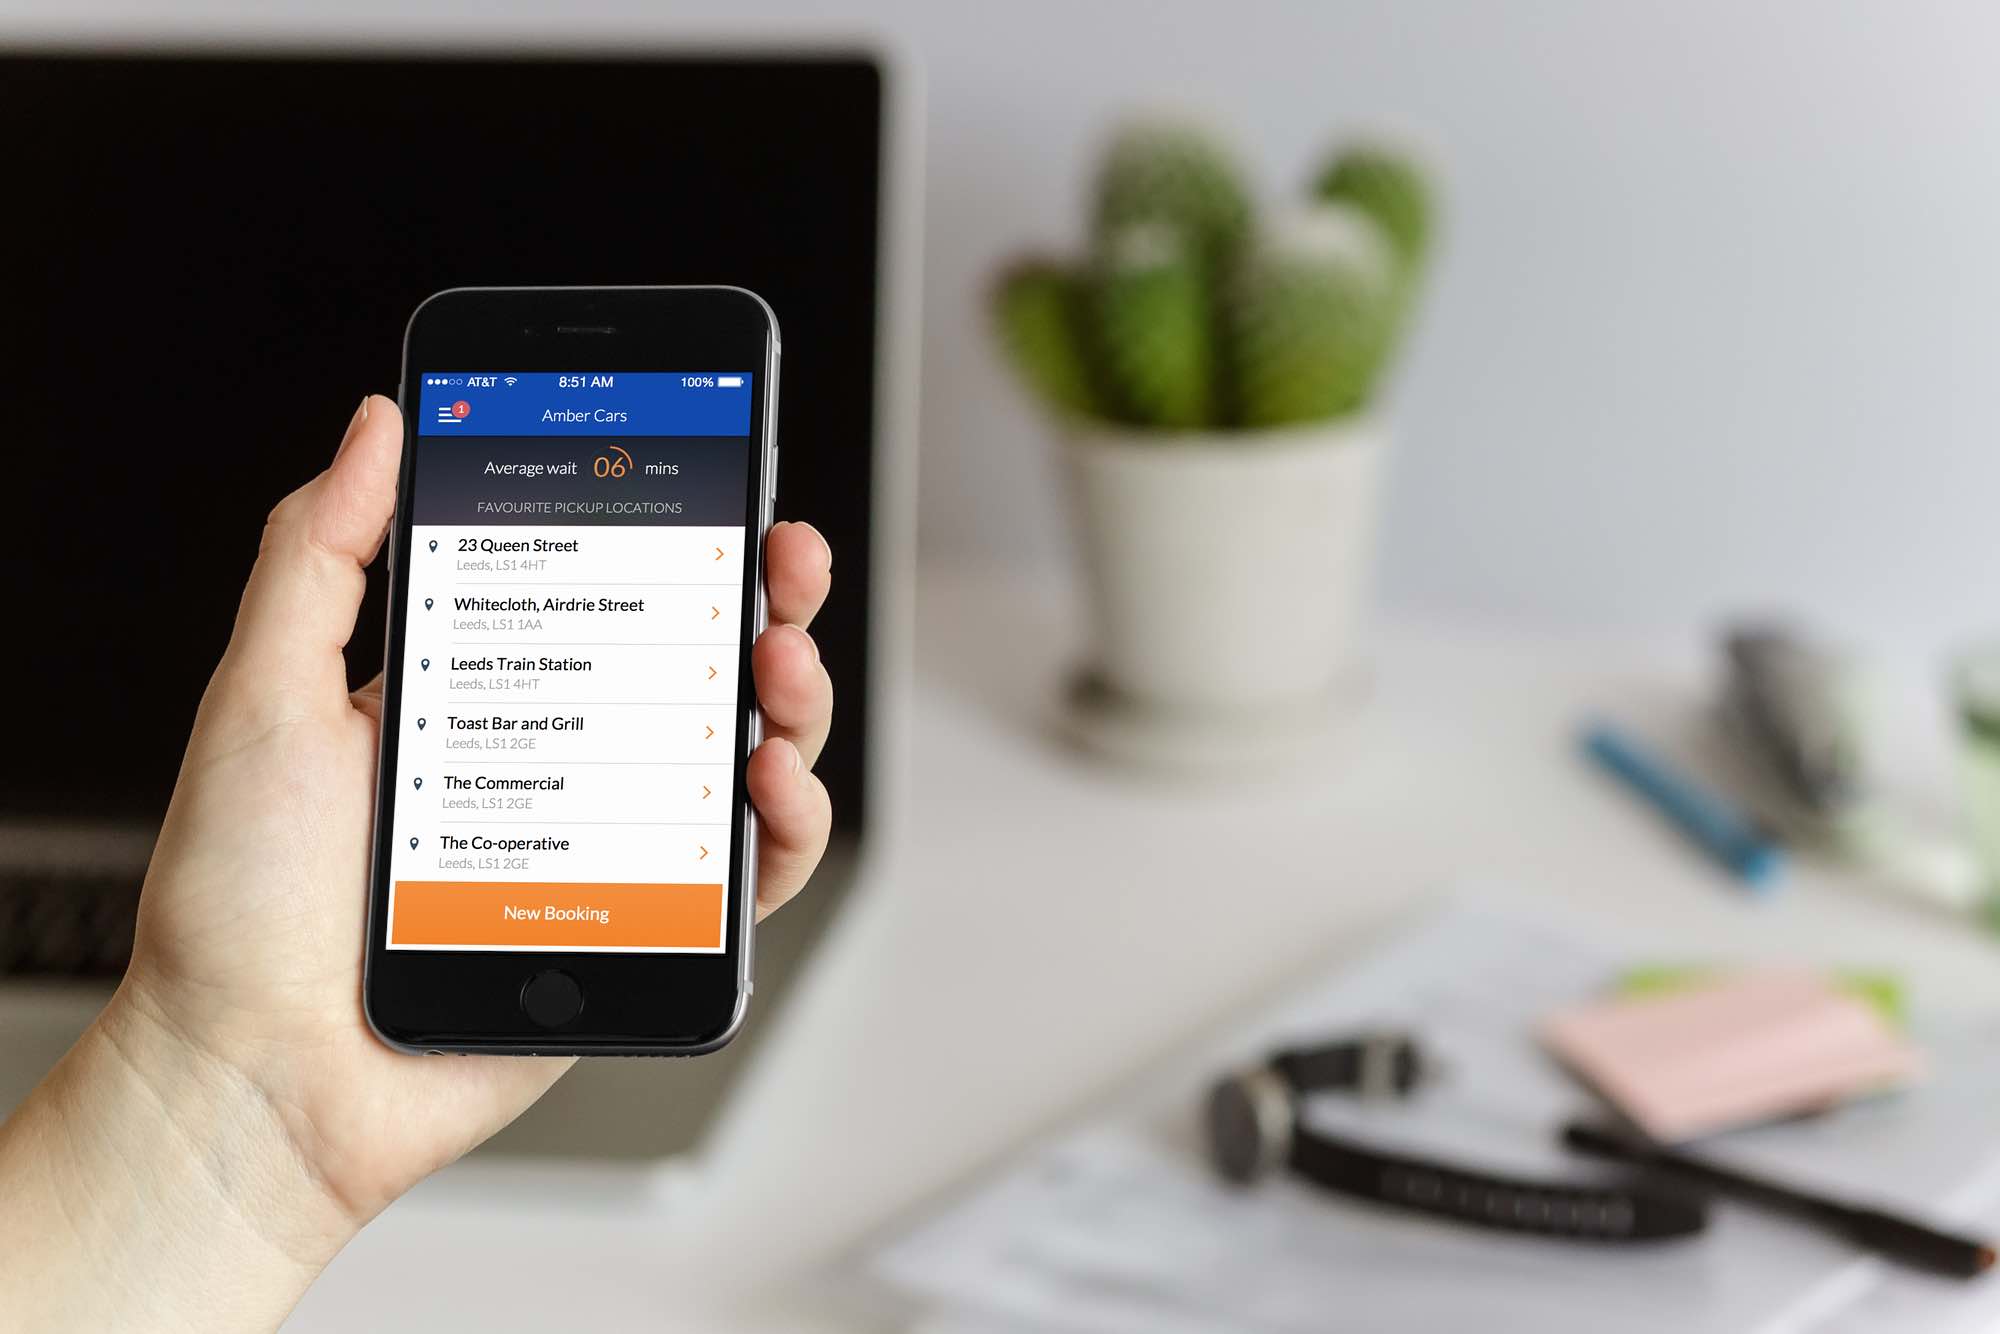 AT&T 8:51 AM 100%
1
Amber Cars
Average wait 06 mins
FAVOURITE PICKUP LOCATIONS
23 Queen Street
Leeds, LS1 4HT
Whitecloth, Airdrie Street
Leeds, LS1 1AA
Leeds Train Station
Leeds, LS1 4HT
Toast Bar and Grill
Leeds, LS1 2GE
The Commercial
Leeds, LS1 2GE
The Co-operative
Leeds, LS1 2GE
New Booking